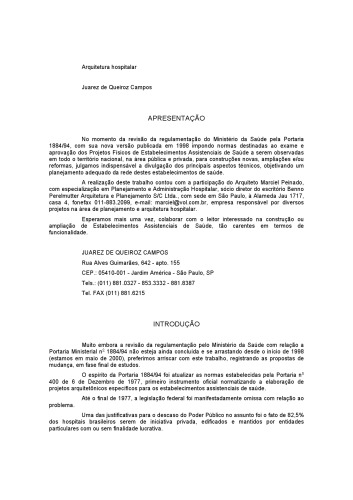 Arquitetura hospitalar
Juarez de Queiroz Campos
APRESENTAÇÃO
No momento da revisão da regulamentação do Ministério da Saúde pela Portaria
1884/94, com sua nova versão publicada em 1998 impondo normas destinadas ao exame e
aprovação dos Projetos Físicos de Estabelecimentos Assistenciais de Saúde a serem observadas
em todo o território nacional, na área pública e privada, para construções novas, ampliações e/ou
reformas, julgamos indispensável a divulgação dos principais aspectos técnicos, objetivando um
planejamento adequado da rede destes estabelecimentos de saúde.
A realização deste trabalho contou com a participação do Arquiteto Marciel Peinado,
com especialização em Planejamento e Administração Hospitalar, sócio diretor do escritório Benno
Perelmutter Arquitetura e Planejamento S/C Ltda., com sede em São Paulo, à Alameda Jau 1717,
casa 4, fonefax 011-883.2099, e-mail: marciel@vol.com.br, empresa responsável por diversos
projetos na área de planejamento e arquitetura hospitalar.
Esperamos mais uma vez, colaborar com o leitor interessado na construção ou
ampliação de Estabelecimentos Assistenciais de Saúde, tão carentes em termos de
funcionalidade.
JUAREZ DE QUEIROZ CAMPOS
Rua Alves Guimarães, 642 - apto. 155
CEP.: 05410-001 - Jardim América - São Paulo, SP
Tels.: (011) 881.0327 - 853.3332 - 881.8387
Tel. FAX (011) 881.6215
INTRODUÇÃO
Muito embora a revisão da regulamentação pelo Ministério da Saúde com relação a
Portaria Ministerial nº 1884/94 não esteja ainda concluída e se arrastando desde o início de 1998
(estamos em maio de 2000), preferimos arriscar com este trabalho, registrando as propostas de
mudança, em fase final de estudos.
O espírito da Portaria 1884/94 foi atualizar as normas estabelecidas pela Portaria nº
400 de 6 de Dezembro de 1977, primeiro instrumento oficial normatizando a elaboração de
projetos arquitetônicos específicos para os estabelecimentos assistenciais de saúde.
Até o final de 1977, a legislação federal foi manifestadamente omissa com relação ao
problema.
Uma das justificativas para o descaso do Poder Público no assunto foi o fato de 82,5%
dos hospitais brasileiros serem de iniciativa privada, edificados e mantidos por entidades
particulares com ou sem finalidade lucrativa.